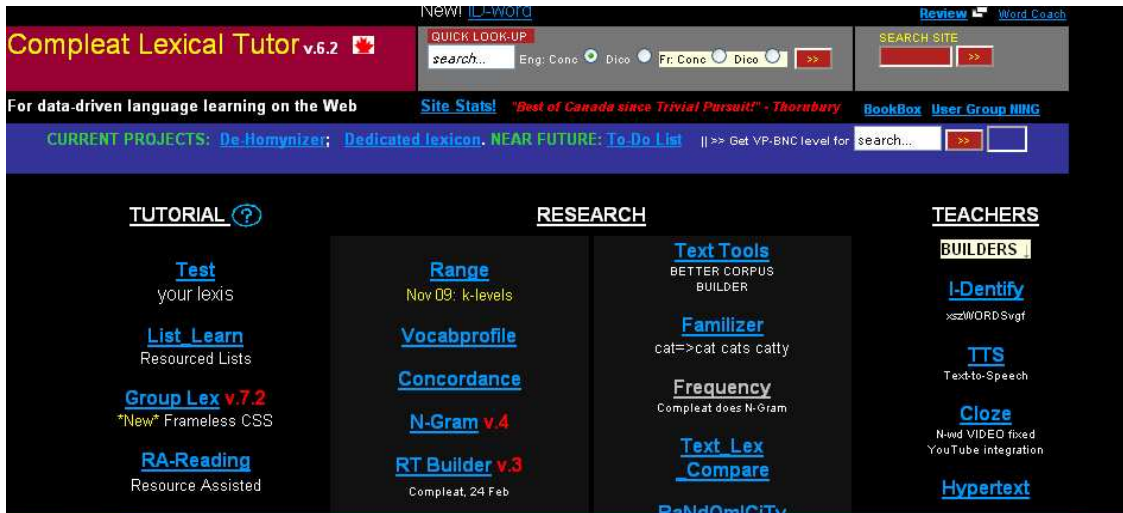 New! ID-Word
Review Word Coach
Compleat Lexical Tutor v.6.2
QUICK LOOK-UP
search... Eng: Conc Dico Fr: Conc Dico >>
SEARCH SITE
>>
For data-driven language learning on the Web
Site Stats! "Best of Canada since Trivial Pursuit!" - Thornbury
BookBox User Group NING
CURRENT PROJECTS: De-Homynizer; Dedicated lexicon. NEAR FUTURE: To-Do List || >> Get VP-BNC level for search... >>
TUTORIAL ?
Test
your lexis
List_Learn
Resourced Lists
Group Lex v.7.2
*New* Frameless CSS
RA-Reading
Resource Assisted
RESEARCH
Range
Nov 09: k-levels
Vocabprofile
Concordance
N-Gram v.4
RT Builder v.3
Compleat, 24 Feb
Text Tools
BETTER CORPUS
BUILDER
Familizer
cat=>cat cats catty
Frequency
Compleat does N-Gram
Text_Lex
_Compare
RaNdOmICiTy
TEACHERS
BUILDERS ↓
I-Dentify
xszWORDSvgf
TTS
Text-to-Speech
Cloze
N-wd VIDEO fixed
YouTube integration
Hypertext